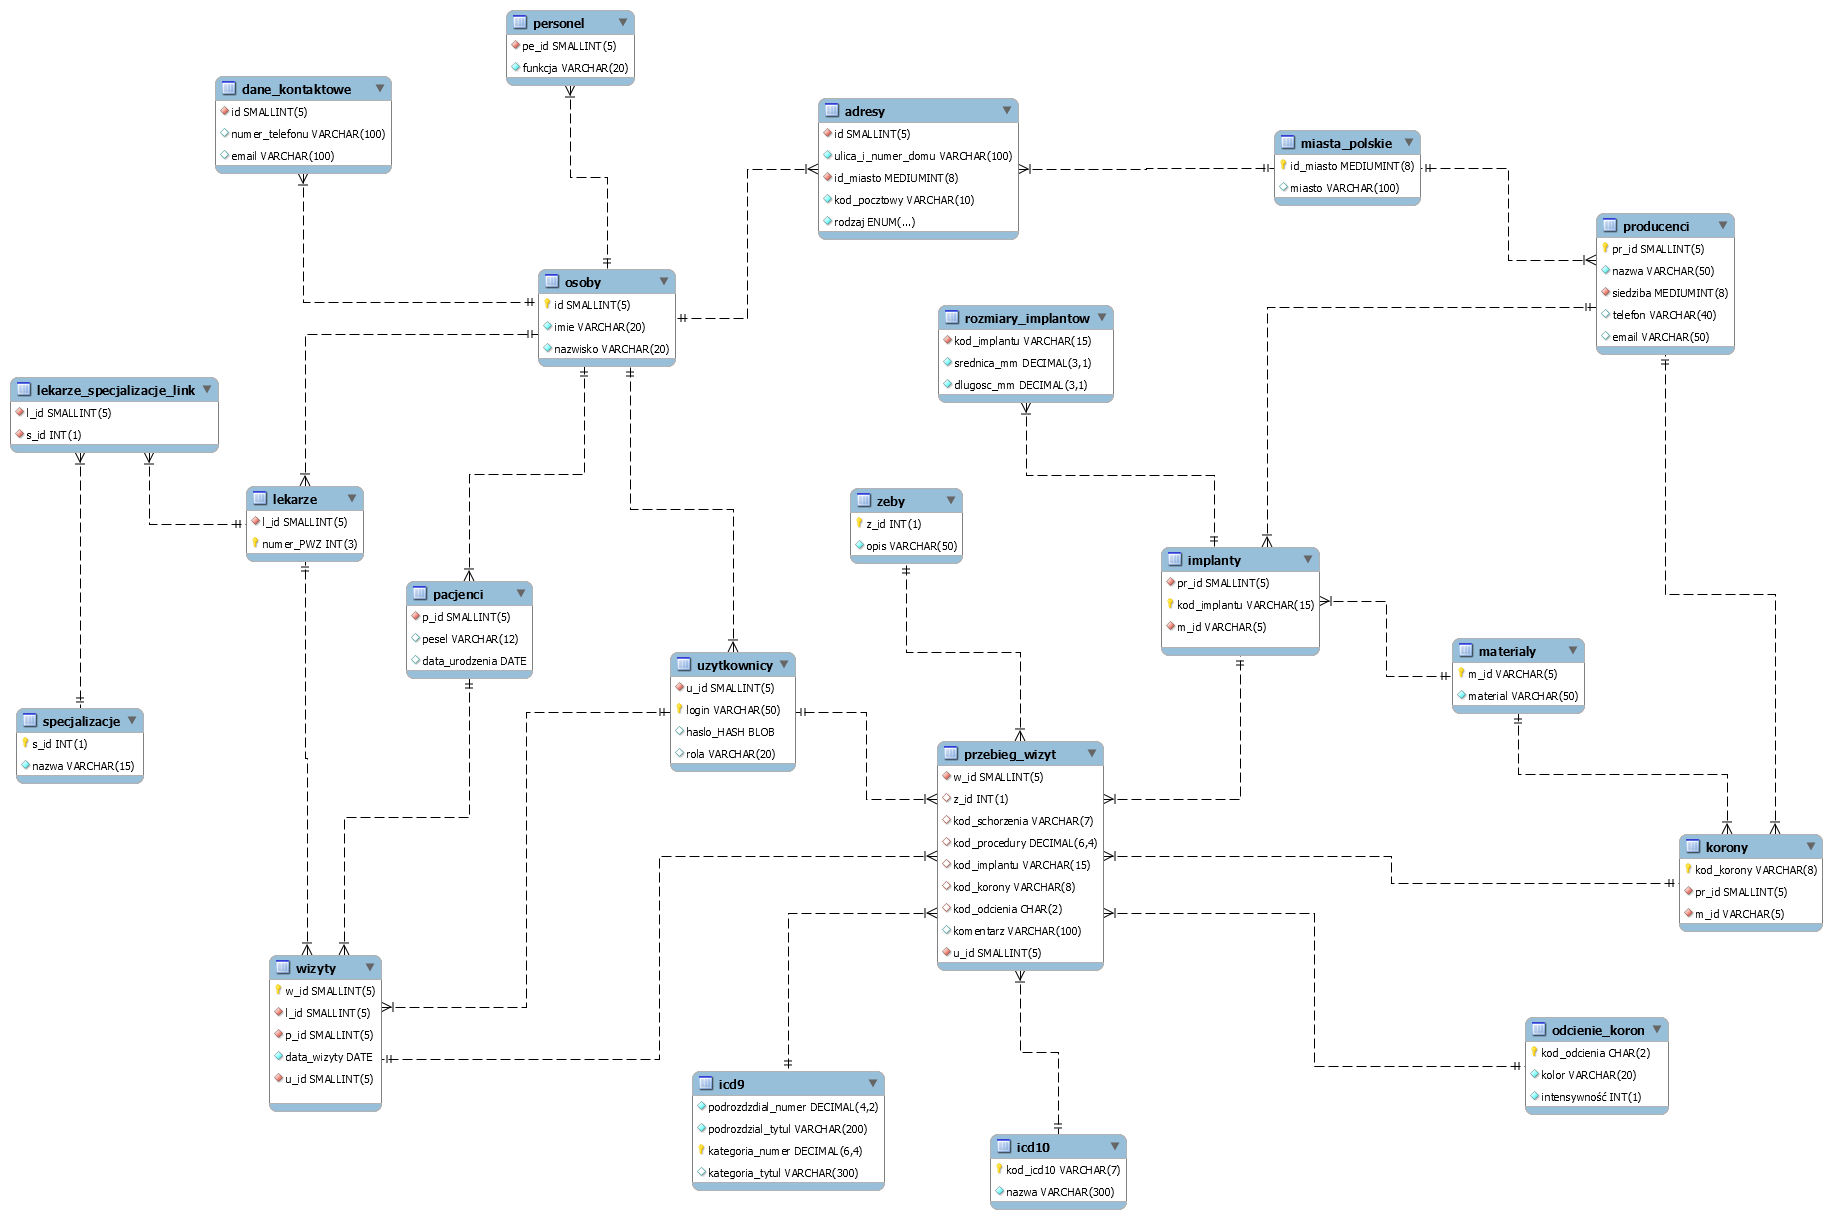 personel
pe_id SMALLINT(5)
funkcja VARCHAR(20)
dane_kontaktowe
id SMALLINT(5)
numer_telefonu VARCHAR(100)
email VARCHAR(100)
adresy
id SMALLINT(5)
ulica_i_numer_domu VARCHAR(100)
id_miasto MEDIUMINT(8)
kod_pocztowy VARCHAR(10)
rodzaj ENUM(...)
miasta_polskie
id_miasto MEDIUMINT(8)
miasto VARCHAR(100)
producenci
pr_id SMALLINT(5)
nazwa VARCHAR(50)
siedziba MEDIUMINT(8)
telefon VARCHAR(40)
email VARCHAR(50)
osoby
id SMALLINT(5)
imie VARCHAR(20)
nazwisko VARCHAR(20)
rozmiary_implantow
kod_implantu VARCHAR(15)
srednica_mm DECIMAL(3,1)
dlugosc_mm DECIMAL(3,1)
lekarze_specjalizacje_link
l_id SMALLINT(5)
s_id INT(1)
lekarze
l_id SMALLINT(5)
numer_PWZ INT(3)
zeby
z_id INT(1)
opis VARCHAR(50)
implanty
pr_id SMALLINT(5)
kod_implantu VARCHAR(15)
m_id VARCHAR(5)
pacjenci
p_id SMALLINT(5)
pesel VARCHAR(12)
data_urodzenia DATE
uzytkownicy
u_id SMALLINT(5)
login VARCHAR(50)
haslo_HASH BLOB
rola VARCHAR(20)
materialy
m_id VARCHAR(5)
material VARCHAR(50)
specjalizacje
s_id INT(1)
nazwa VARCHAR(15)
przebieg_wizyt
w_id SMALLINT(5)
z_id INT(1)
kod_schorzenia VARCHAR(7)
kod_procedury DECIMAL(6,4)
kod_implantu VARCHAR(15)
kod_korony VARCHAR(8)
kod_odcienia CHAR(2)
komentarz VARCHAR(100)
u_id SMALLINT(5)
korony
kod_korony VARCHAR(8)
pr_id SMALLINT(5)
m_id VARCHAR(5)
wizyty
w_id SMALLINT(5)
l_id SMALLINT(5)
p_id SMALLINT(5)
data_wizyty DATE
u_id SMALLINT(5)
odcienie_koron
kod_odcienia CHAR(2)
kolor VARCHAR(20)
intensywność INT(1)
icd9
podrozdzdial_numer DECIMAL(4,2)
podrozdzial_tytul VARCHAR(200)
kategoria_numer DECIMAL(6,4)
kategoria_tytul VARCHAR(300)
icd10
kod_icd10 VARCHAR(7)
nazwa VARCHAR(300)